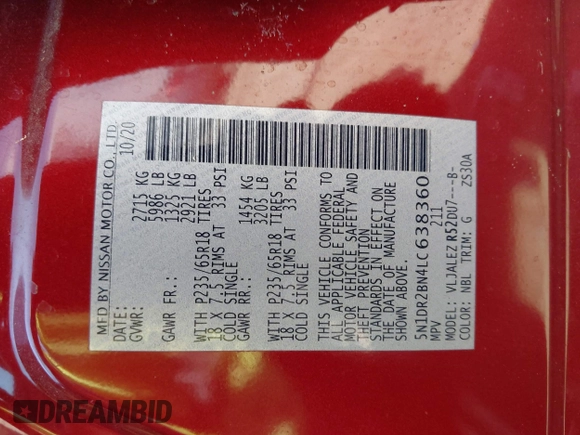 MFD BY NISSAN MOTOR CO., LTD.
DATE: 10/20
GVWR: 2715 KG
5986 LB
GAWR FR.: 1325 KG
2921 LB
WITH P235/65R18 TIRES
18 X 7.5 RIMS AT 33 PSI
COLD SINGLE
GAWR RR.: 1454 KG
3205 LB
WITH P235/65R18 TIRES
18 X 7.5 RIMS AT 33 PSI
COLD SINGLE
THIS VEHICLE CONFORMS TO
ALL APPLICABLE FEDERAL
MOTOR VEHICLE SAFETY AND
THEFT PREVENTION
STANDARDS IN EFFECT ON
THE DATE OF MANUFACTURE
SHOWN ABOVE.
5N1DR2BN4LC638360
MPV 211
MODEL: VLJALEZ R52DU7---B-
COLOR: NBL TRIM: G ZS30A
DREAMBID